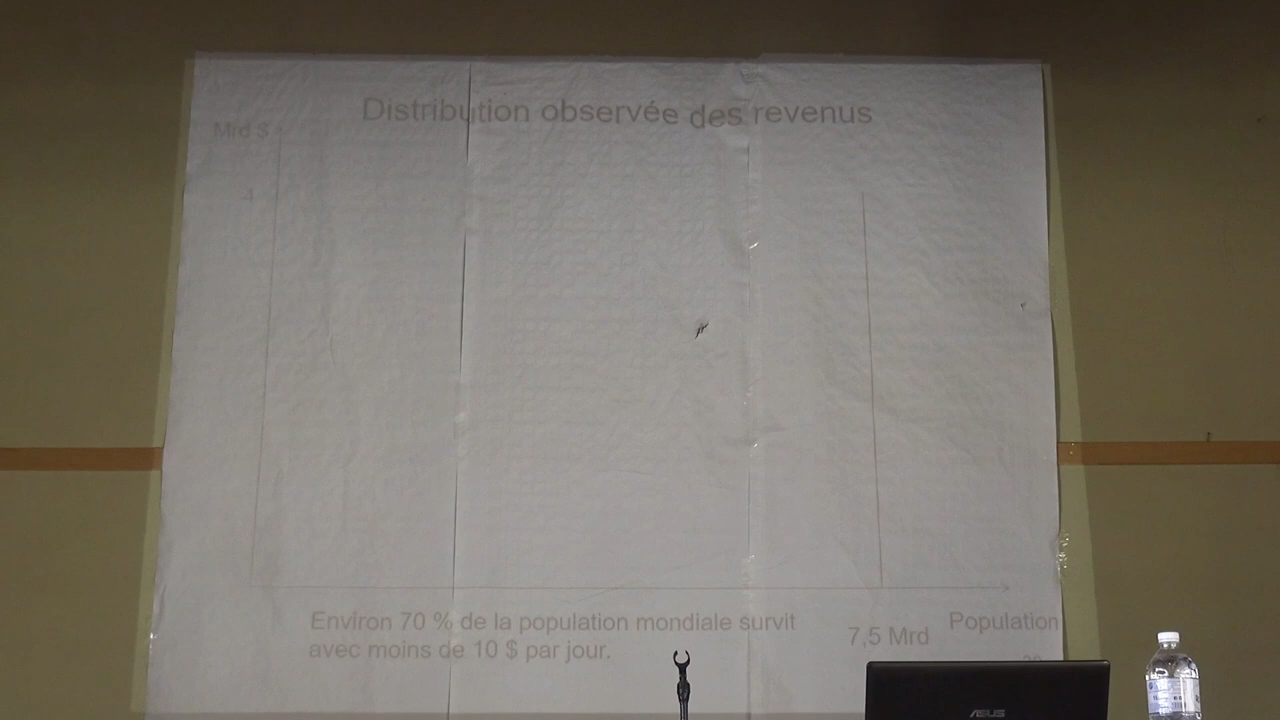 Distribution observée des revenus
Mrd $
4
Environ 70 % de la population mondiale survit
avec moins de 10 $ par jour.
7,5 Mrd
Population
ASUS